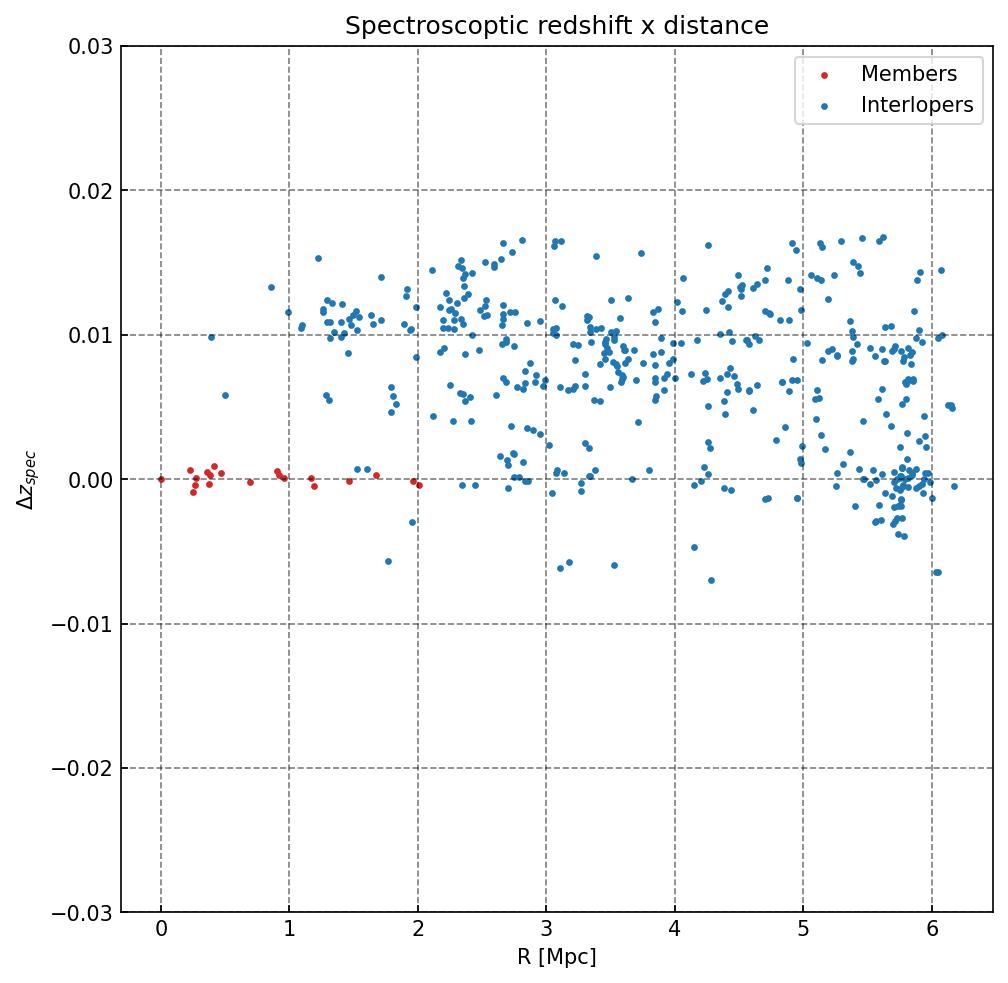 Spectroscoptic redshift x distance
0.03
Members
Interlopers
0.02
0.01
0.00
−0.01
−0.02
−0.03
Δz_spec
0 1 2 3 4 5 6
R [Mpc]